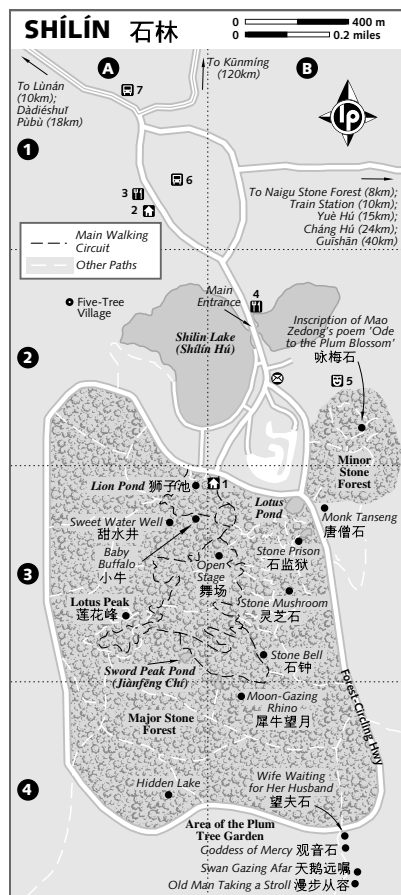 SHÍLÍN 石林
0 400 m
0 0.2 miles
A
B
To Lùnán
(10km);
Dàdiéshuǐ
Pùbù (18km)
7
To Kūnmíng
(120km)
lp
1
6
3
2
To Naigu Stone Forest (8km);
Train Station (10km);
Yuè Hú (15km);
Cháng Hú (24km);
Guīshān (40km)
Main Walking
Circuit
Other Paths
Main
Entrance
4
Five-Tree
Village
Inscription of Mao
Zedong's poem 'Ode
to the Plum Blossom'
咏梅石
Shilin Lake
(Shílín Hú)
2
5
Minor
Stone
Forest
Lion Pond 狮子池
1
Lotus
Pond
Monk Tanseng
唐僧石
Sweet Water Well
甜水井
Baby
Buffalo
小牛
Stone Prison
石监狱
Open
Stage
舞场
3
Stone Mushroom
灵芝石
Lotus Peak
莲花峰
Stone Bell
石钟
Sword Peak Pond
(Jiànfēng Chí)
Forest-Circling Hwy
Moon-Gazing
Rhino
犀牛望月
Major Stone
Forest
Wife Waiting
for Her Husband
望夫石
4
Hidden Lake
Area of the Plum
Tree Garden
Goddess of Mercy 观音石
Swan Gazing Afar 天鹅远嘱
Old Man Taking a Stroll 漫步从容